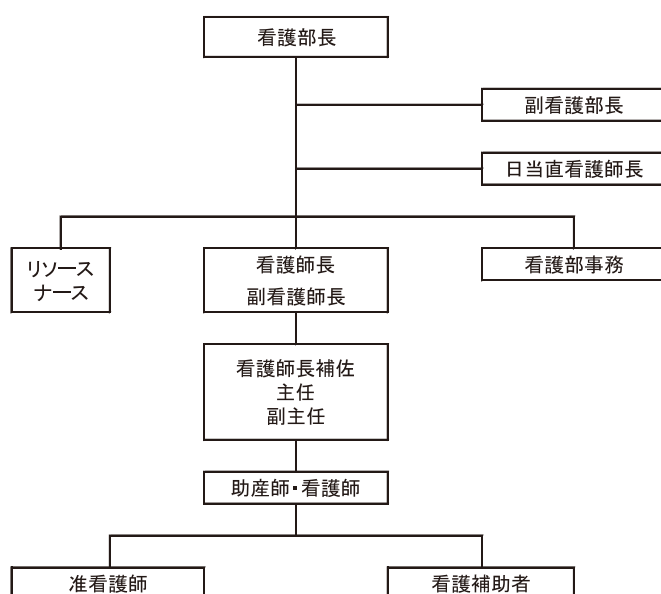 看護部長
副看護部長
日当直看護師長
リソース
ナース
看護師長
副看護師長
看護部事務
看護師長補佐
主任
副主任
助産師・看護師
准看護師
看護補助者